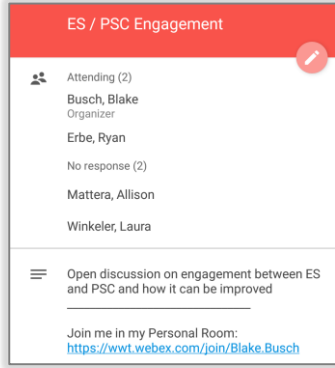 ES / PSC Engagement
Attending (2)
Busch, Blake
Organizer
Erbe, Ryan
No response (2)
Mattera, Allison
Winkeler, Laura
Open discussion on engagement between ES
and PSC and how it can be improved
Join me in my Personal Room:
https://wwt.webex.com/join/Blake.Busch